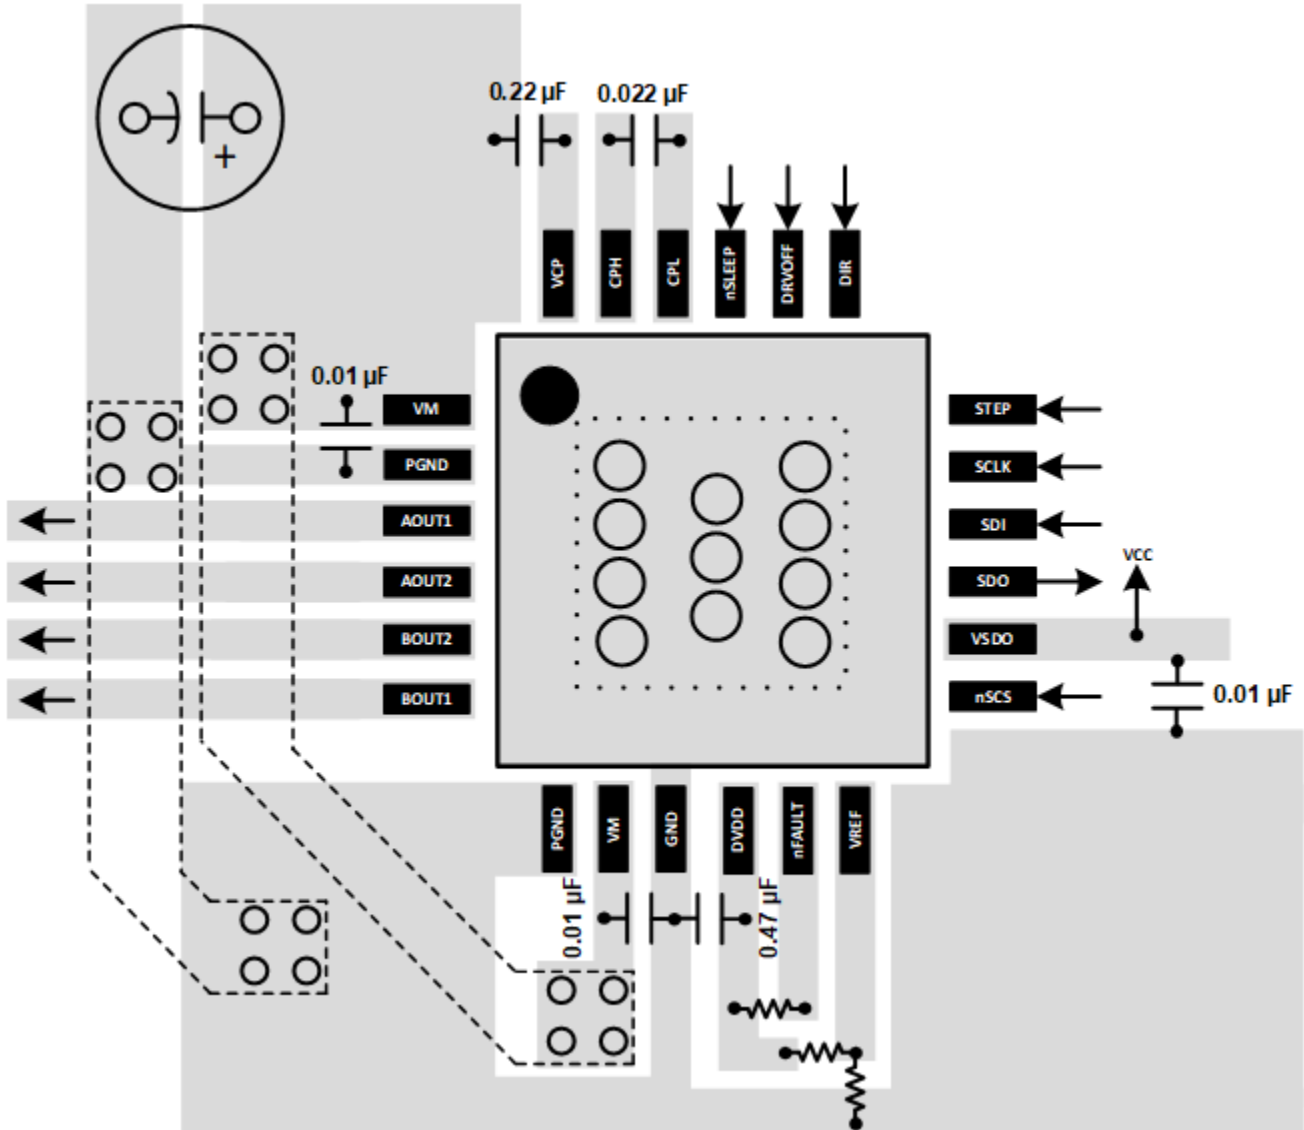 0.22 µF
0.022 µF
+
VCP
CPH
CPL
nSLEEP
DRVOFF
DIR
0.01 µF
VM
PGND
AOUT1
AOUT2
BOUT2
BOUT1
STEP
SCLK
SDI
SDO
VSDO
nSCS
VCC
0.01 µF
PGND
VM
GND
DVDD
nFAULT
VREF
0.01 µF
0.47 µF